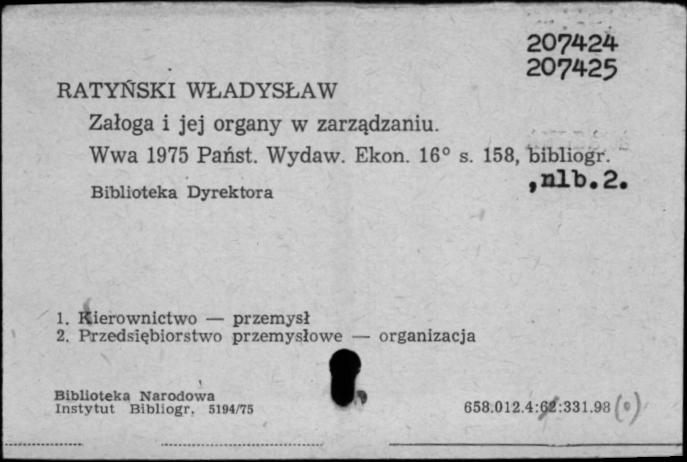 207424
207425
RATYŃSKI WŁADYSŁAW
Załoga i jej organy w zarządzaniu.
Wwa 1975 Państ. Wydaw. Ekon. 16° s. 158, bibliogr.
,nlb.2.
Biblioteka Dyrektora
1. Kierownictwo — przemysł
2. Przedsiębiorstwo przemysłowe — organizacja
Biblioteka Narodowa
Instytut Bibliogr. 5194/75
658.012.4:62:331.98 (0)